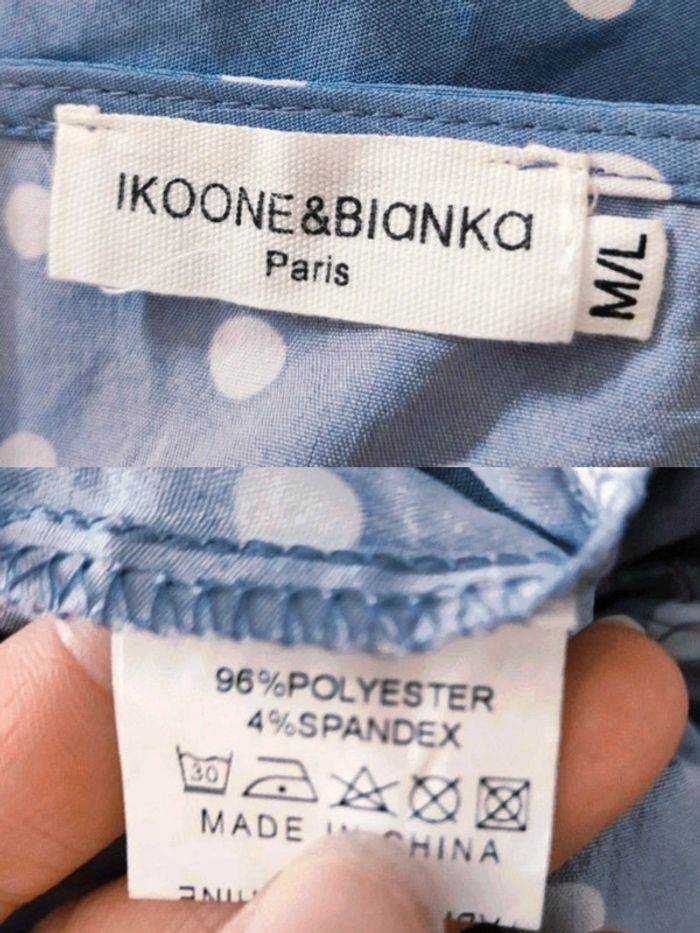 IKOONE&BIANKA
Paris
M/L
96%POLYESTER
4%SPANDEX
30
MADE IN CHINA